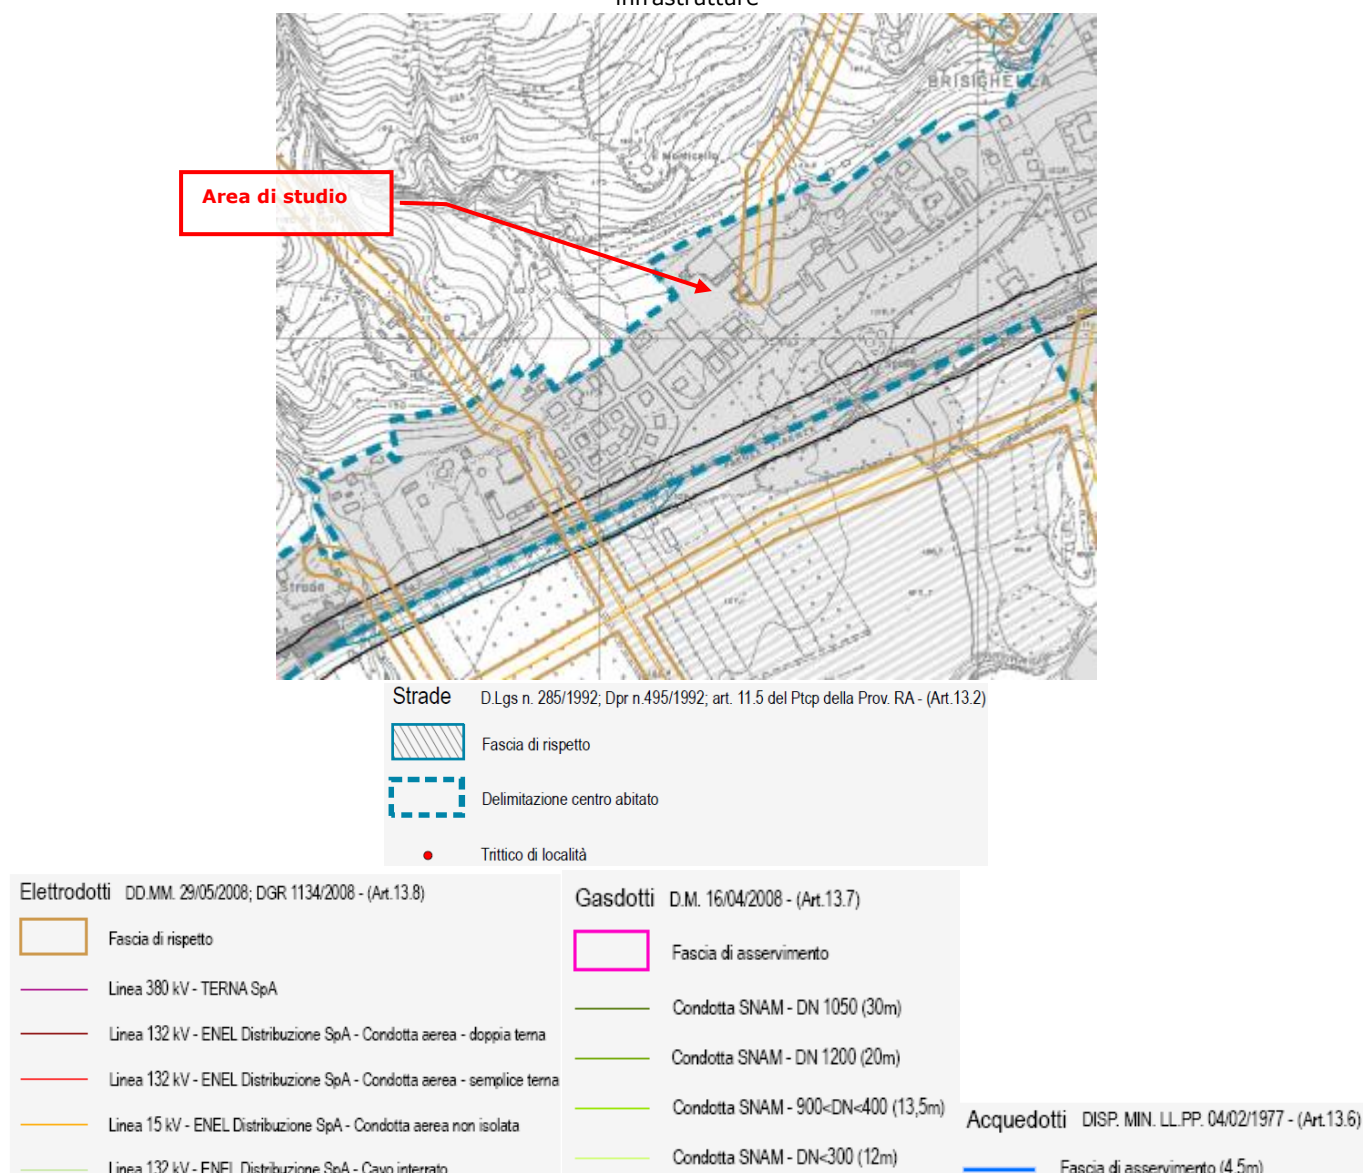 Infrastrutture
BRISIGHELLA
Area di studio
Monticello
Strade
Strade D.Lgs n. 285/1992; Dpr n.495/1992; art. 11.5 del Ptcp della Prov. RA - (Art.13.2)
Fascia di rispetto
Delimitazione centro abitato
Trittico di località
Elettrodotti DD.MM. 29/05/2008; DGR 1134/2008 - (Art.13.8)
Fascia di rispetto
Linea 380 kV - TERNA SpA
Linea 132 kV - ENEL Distribuzione SpA - Condotta aerea - doppia terna
Linea 132 kV - ENEL Distribuzione SpA - Condotta aerea - semplice terna
Linea 15 kV - ENEL Distribuzione SpA - Condotta aerea non isolata
Linea 132 kV - ENEL Distribuzione SpA - Cavo interrato
Gasdotti D.M. 16/04/2008 - (Art.13.7)
Fascia di asservimento
Condotta SNAM - DN 1050 (30m)
Condotta SNAM - DN 1200 (20m)
Condotta SNAM - 900<DN<400 (13,5m)
Condotta SNAM - DN<300 (12m)
Acquedotti DISP. MIN. LL.PP. 04/02/1977 - (Art.13.6)
Fascia di asservimento (4,5m)